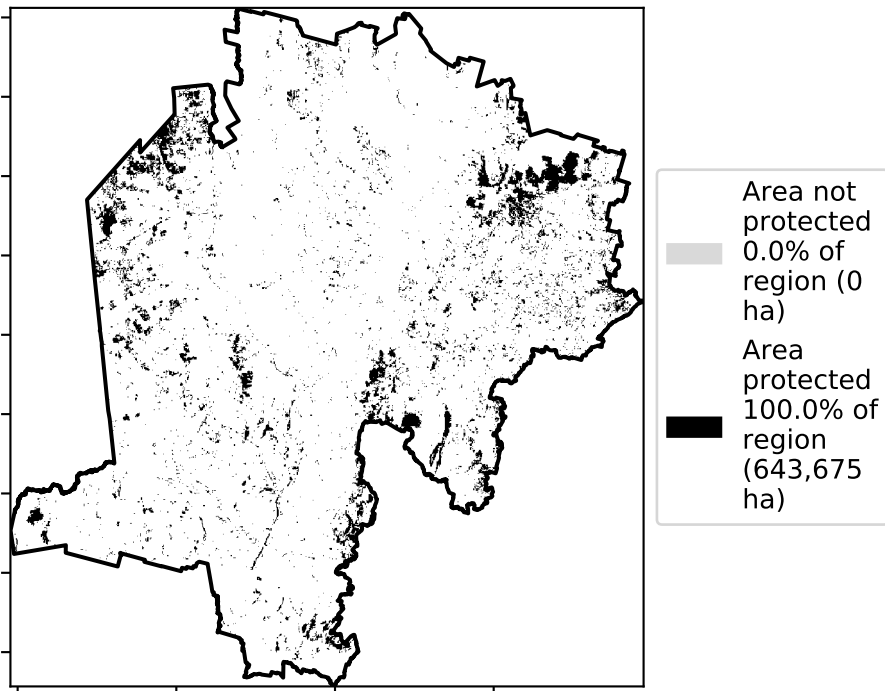 Area not
protected
0.0% of
region (0
ha)
Area
protected
100.0% of
region
(643,675
ha)